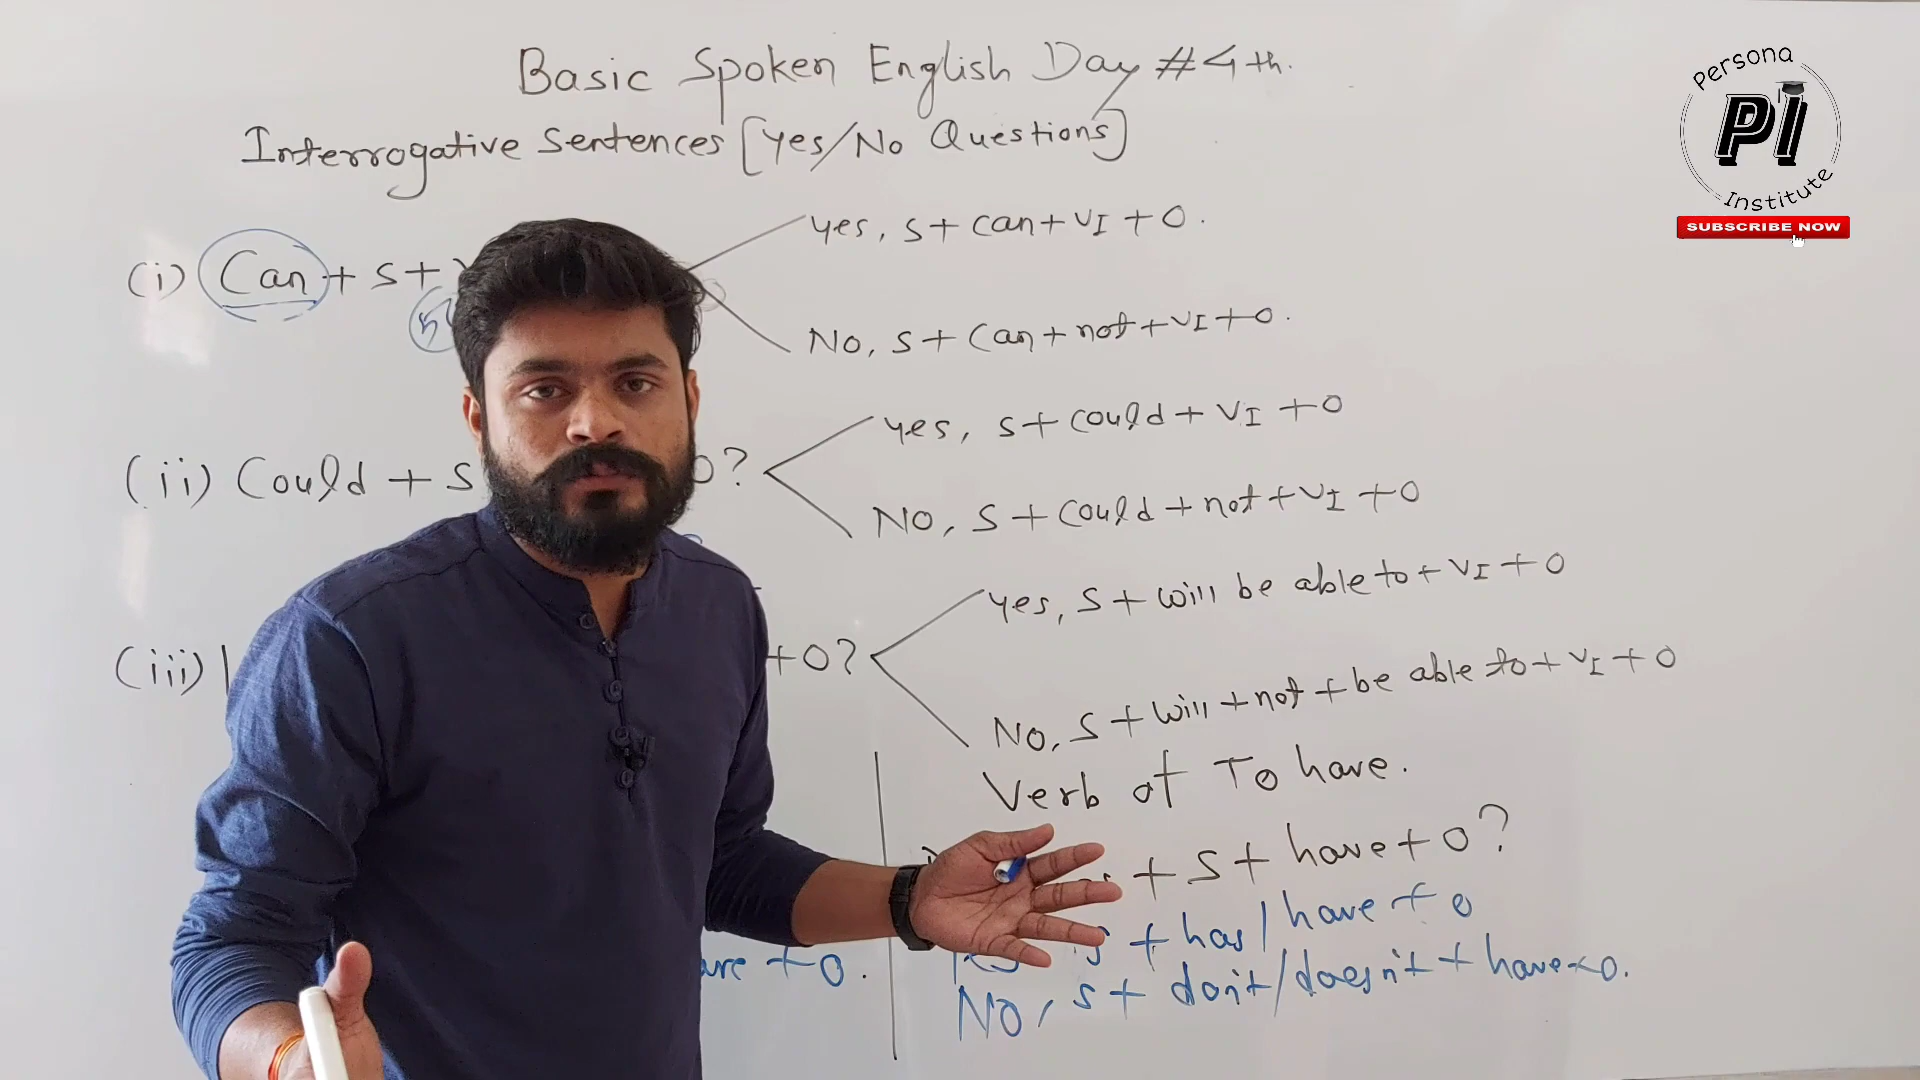 Basic Spoken English Day #4th.
Interrogative Sentences [Yes/No Questions]
Persona
PI
Institute
SUBSCRIBE NOW
(i) Can + S +
Yes, S + Can + VI + O.
No, S + Can + not + VI + O.
(ii) Could + S O?
Yes, S + Could + VI + O
No, S + Could + not + VI + O
(iii) + O?
Yes, S + will be able to + VI + O
No, S + will + not + be able to + VI + O
Verb of To have.
+ S + have + O?
+ has/have + O
No, S + don't/doesn't + have + O.
+ O.